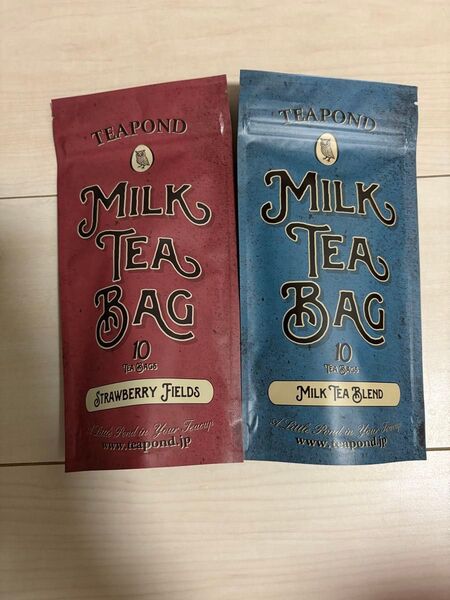 TEAPOND
MILK
TEA
BAG
10
TEA BAGS
STRAWBERRY FIELDS
A Little Pond in Your Teacup
www.teapond.jp
TEAPOND
MILK
TEA
BAG
10
TEA BAGS
MILK TEA BLEND
A Little Pond in Your Teacup
www.teapond.jp